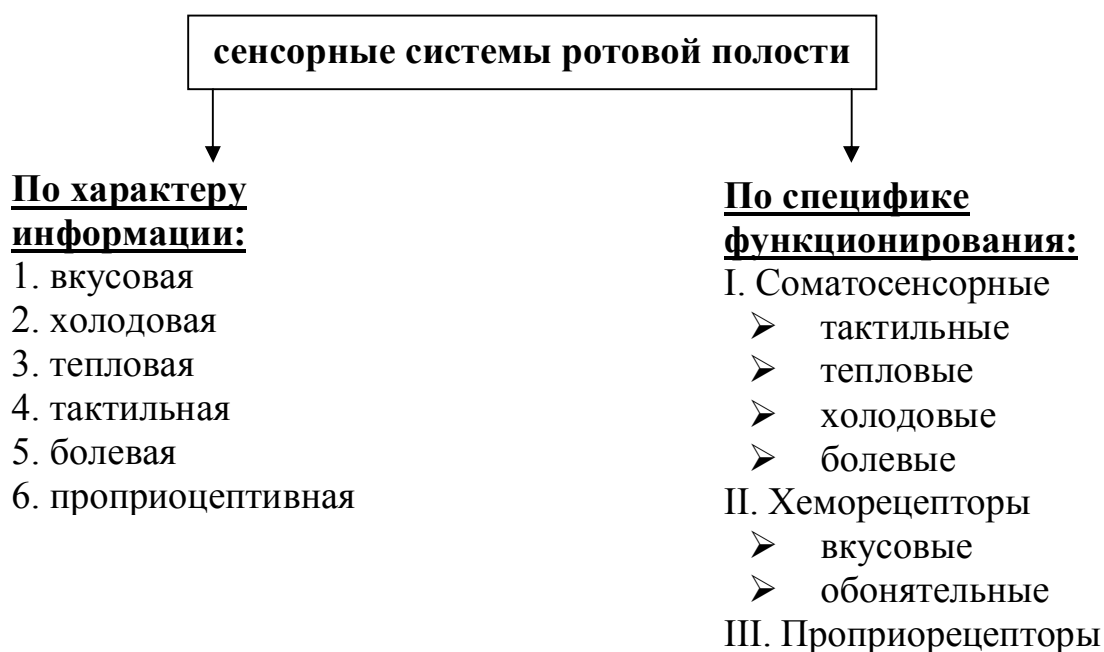 сенсорные системы ротовой полости
По характеру
информации:
1. вкусовая
2. холодовая
3. тепловая
4. тактильная
5. болевая
6. проприоцептивная
По специфике
функционирования:
I. Соматосенсорные
➢ тактильные
➢ тепловые
➢ холодовые
➢ болевые
II. Хеморецепторы
➢ вкусовые
➢ обонятельные
III. Проприорецепторы